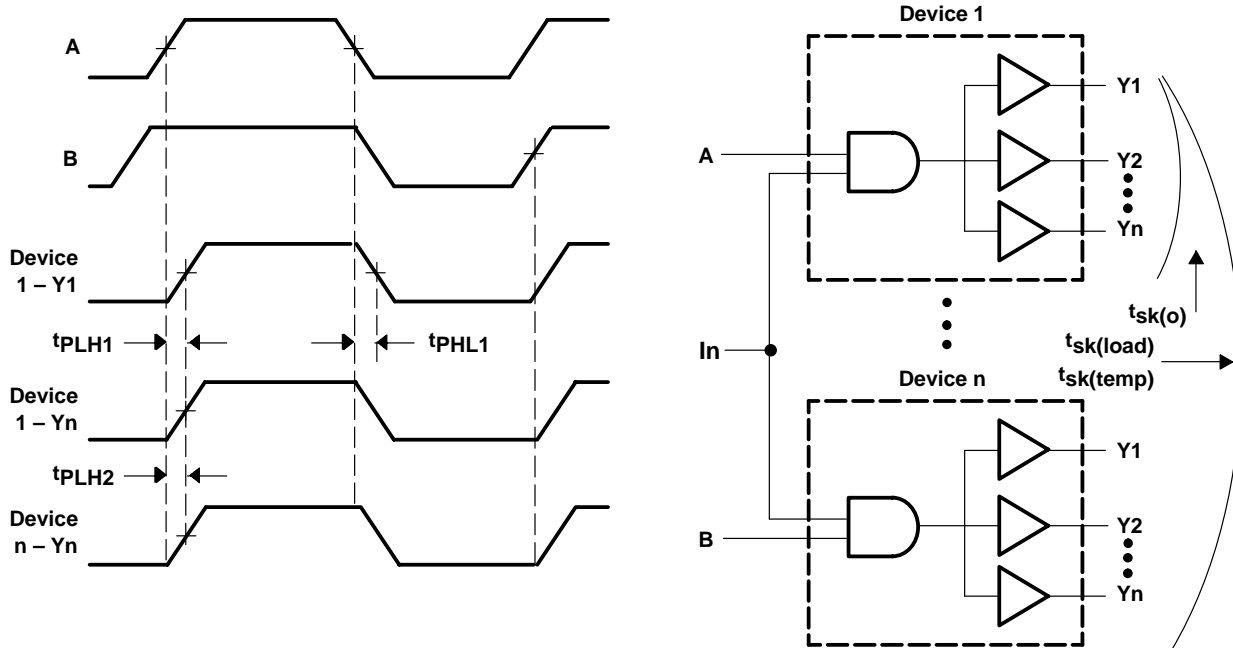 A
B
Device
1 – Y1
tPLH1
tPHL1
Device
1 – Yn
tPLH2
Device
n – Yn
Device 1
A
Y1
Y2
Yn
tsk(o)
tsk(load)
tsk(temp)
In
Device n
B
Y1
Y2
Yn